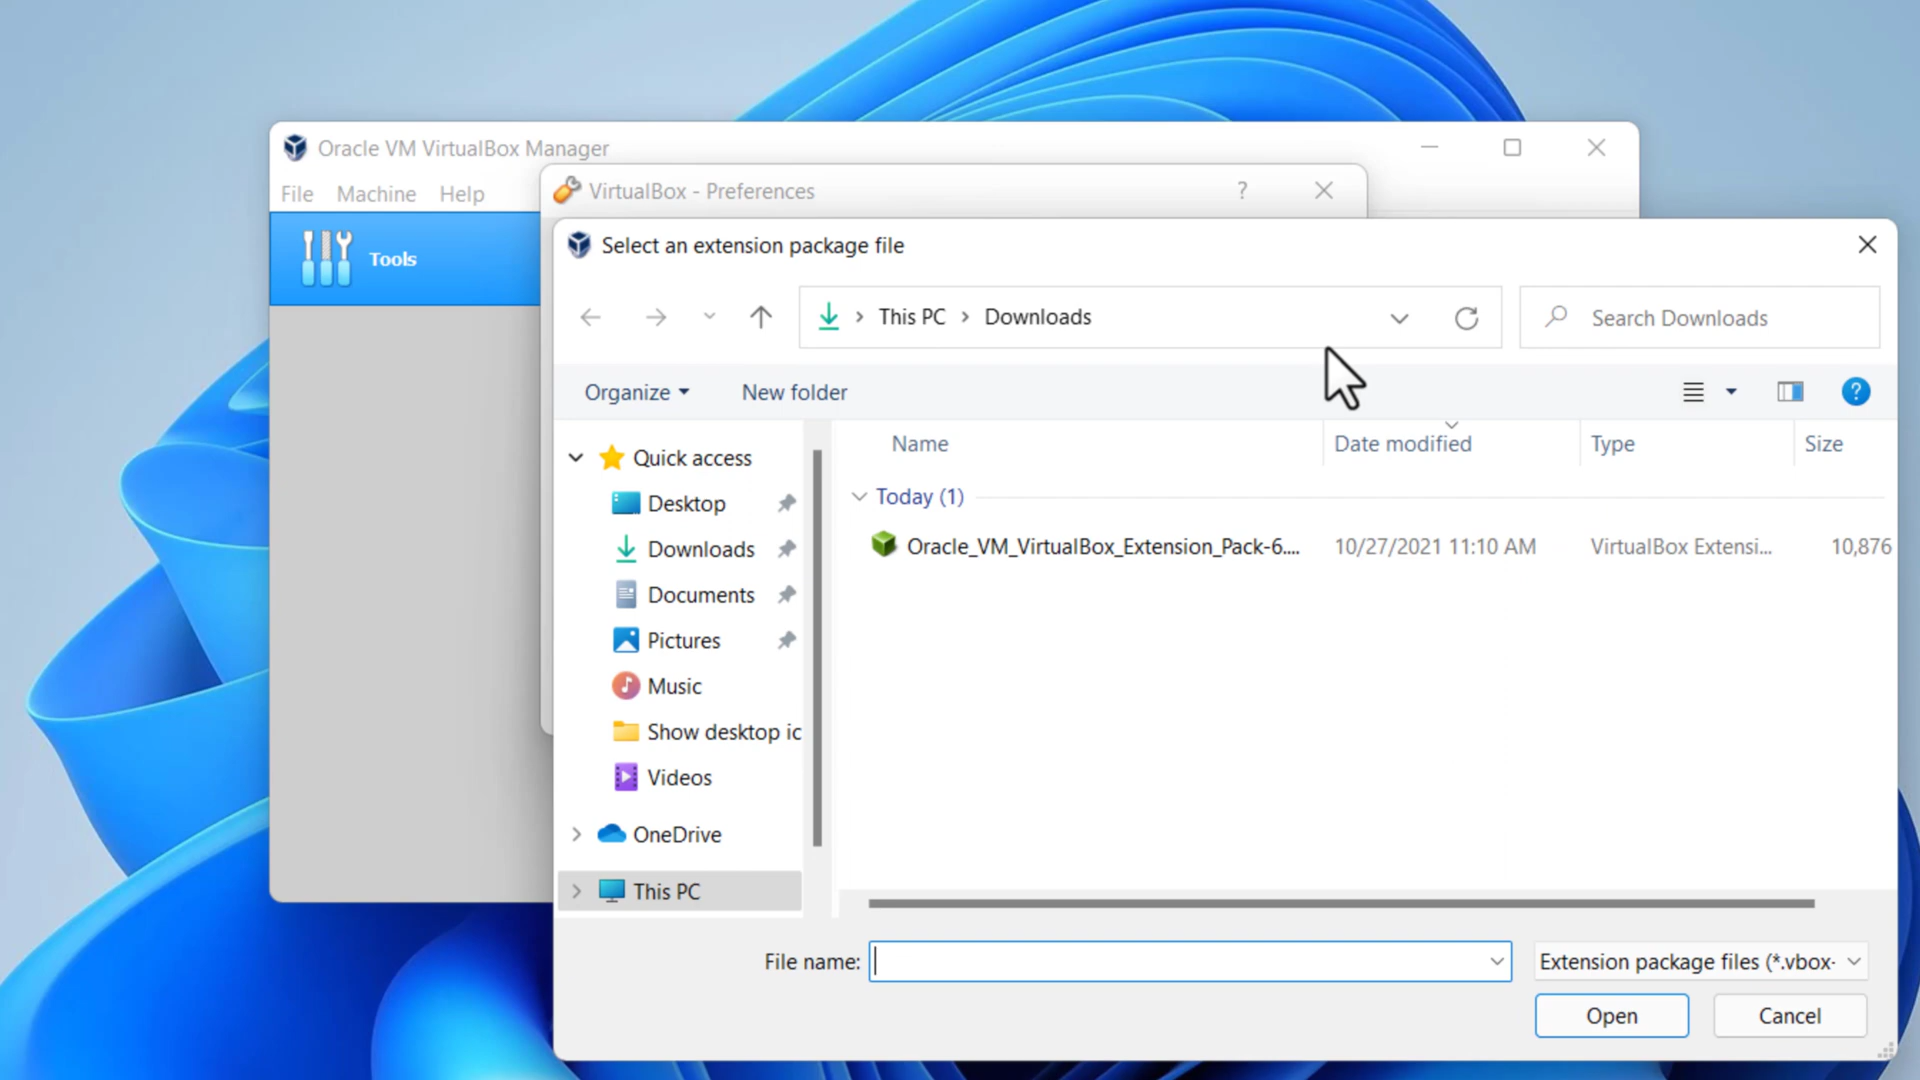 Oracle VM VirtualBox Manager
File Machine Help
VirtualBox - Preferences ?
Tools
Select an extension package file
This PC Downloads
Search Downloads
Organize New folder ?
Name Date modified Type Size
Quick access
Desktop
Downloads
Documents
Pictures
Music
Show desktop ic
Videos
OneDrive
This PC
Today (1)
Oracle_VM_VirtualBox_Extension_Pack-6.... 10/27/2021 11:10 AM VirtualBox Extensi... 10,876
File name: Extension package files (*.vbox-
Open Cancel